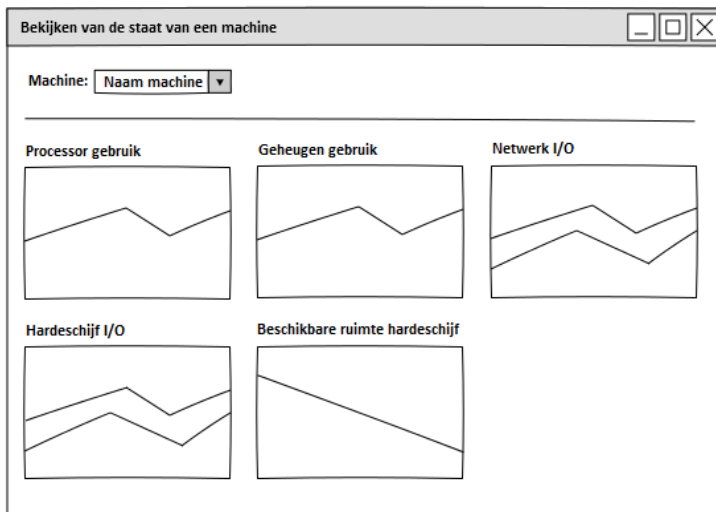 Bekijken van de staat van een machine
Machine: Naam machine
Processor gebruik
Geheugen gebruik
Netwerk I/O
Hardeschijf I/O
Beschikbare ruimte hardeschijf